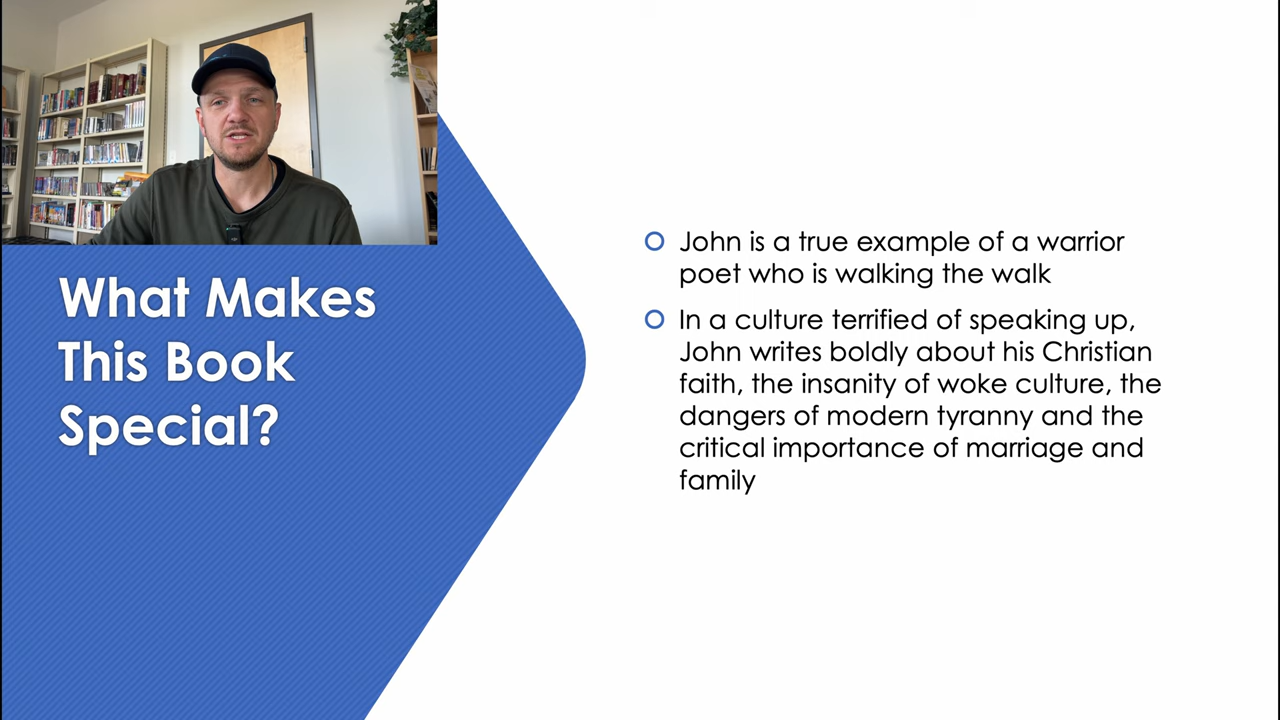 What Makes
This Book
Special?
John is a true example of a warrior
poet who is walking the walk
In a culture terrified of speaking up,
John writes boldly about his Christian
faith, the insanity of woke culture, the
dangers of modern tyranny and the
critical importance of marriage and
family